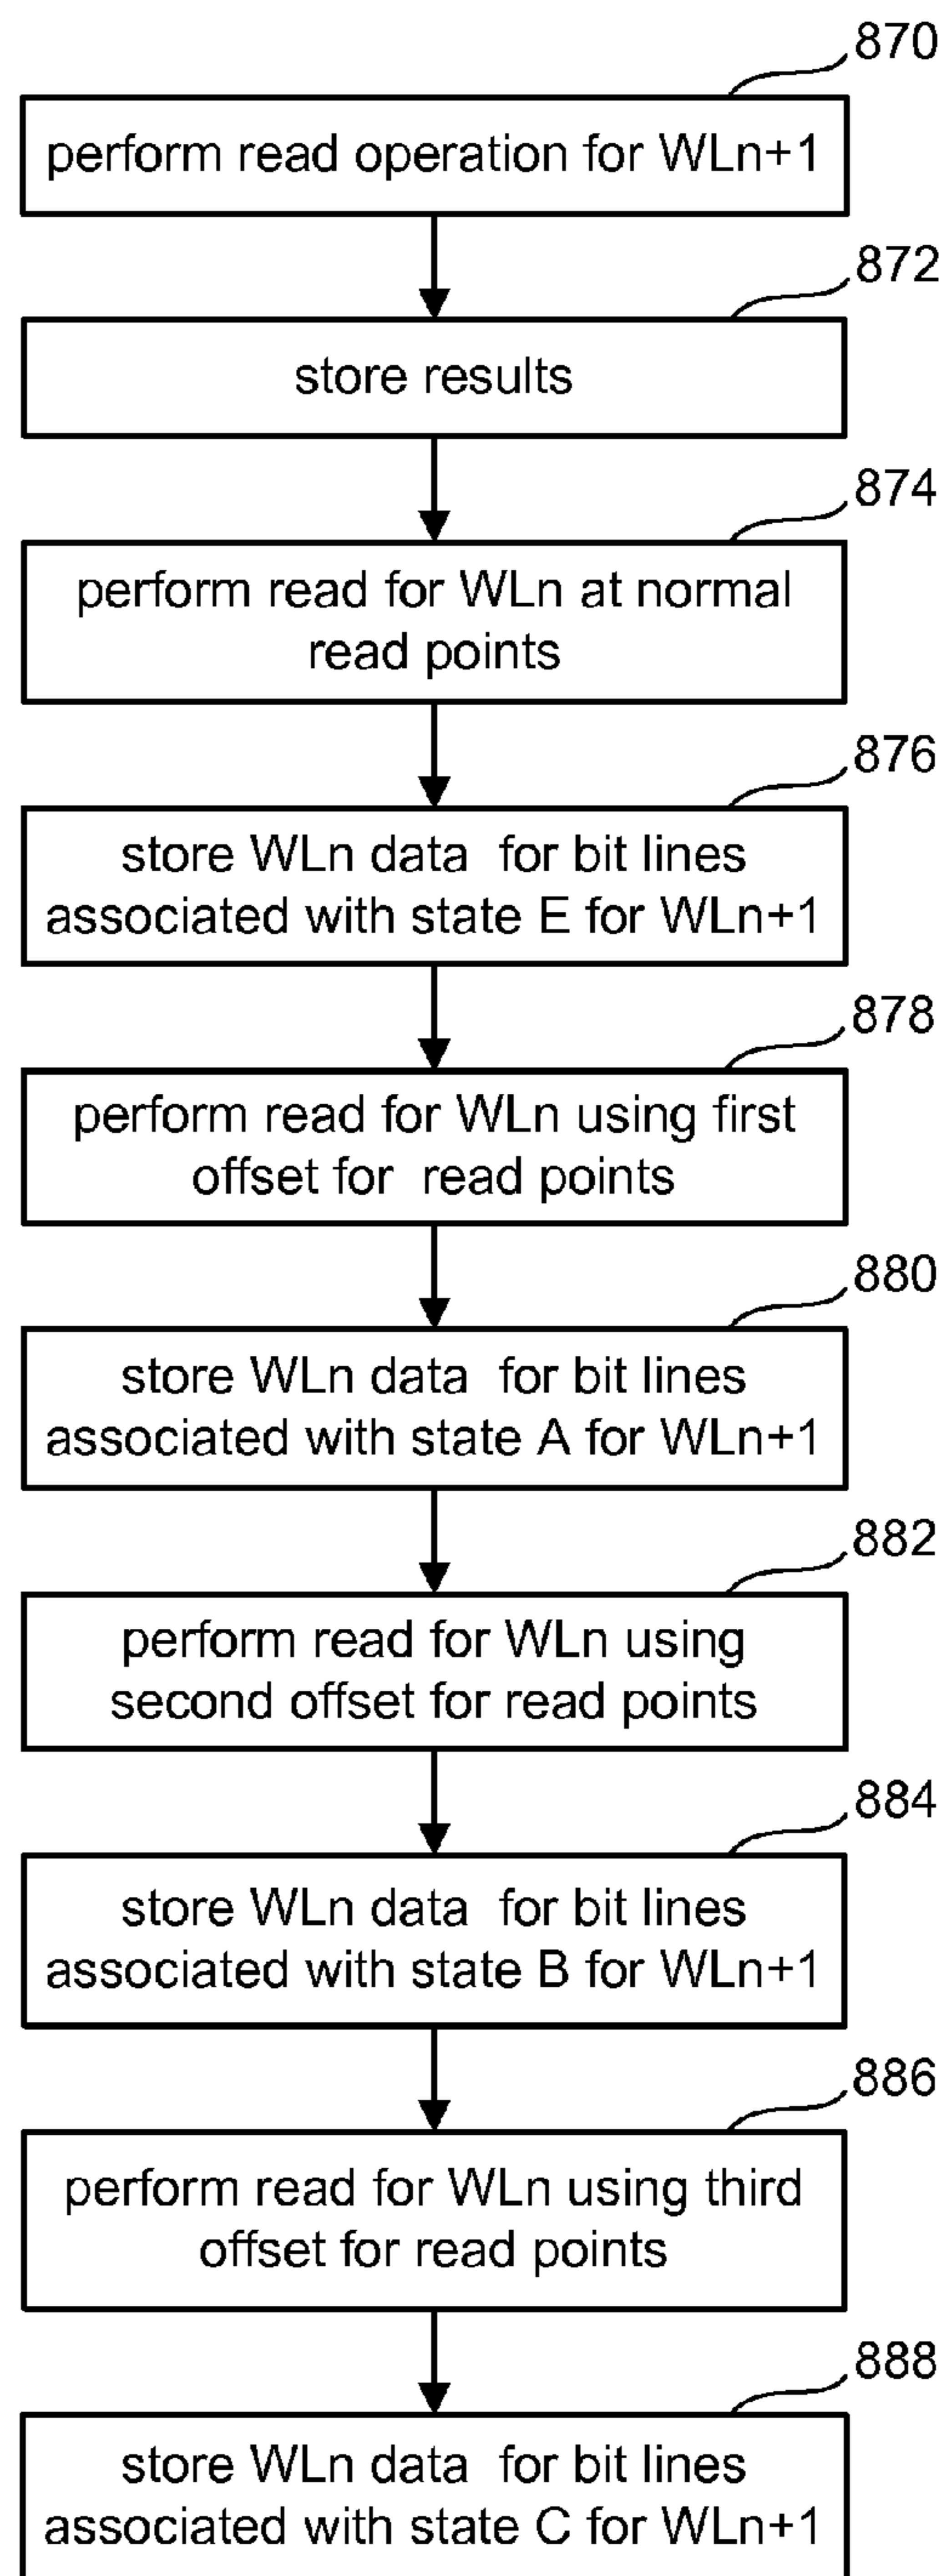 870
perform read operation for WLn+1
872
store results
874
perform read for WLn at normal
read points
876
store WLn data for bit lines
associated with state E for WLn+1
878
perform read for WLn using first
offset for read points
880
store WLn data for bit lines
associated with state A for WLn+1
882
perform read for WLn using
second offset for read points
884
store WLn data for bit lines
associated with state B for WLn+1
886
perform read for WLn using third
offset for read points
888
store WLn data for bit lines
associated with state C for WLn+1